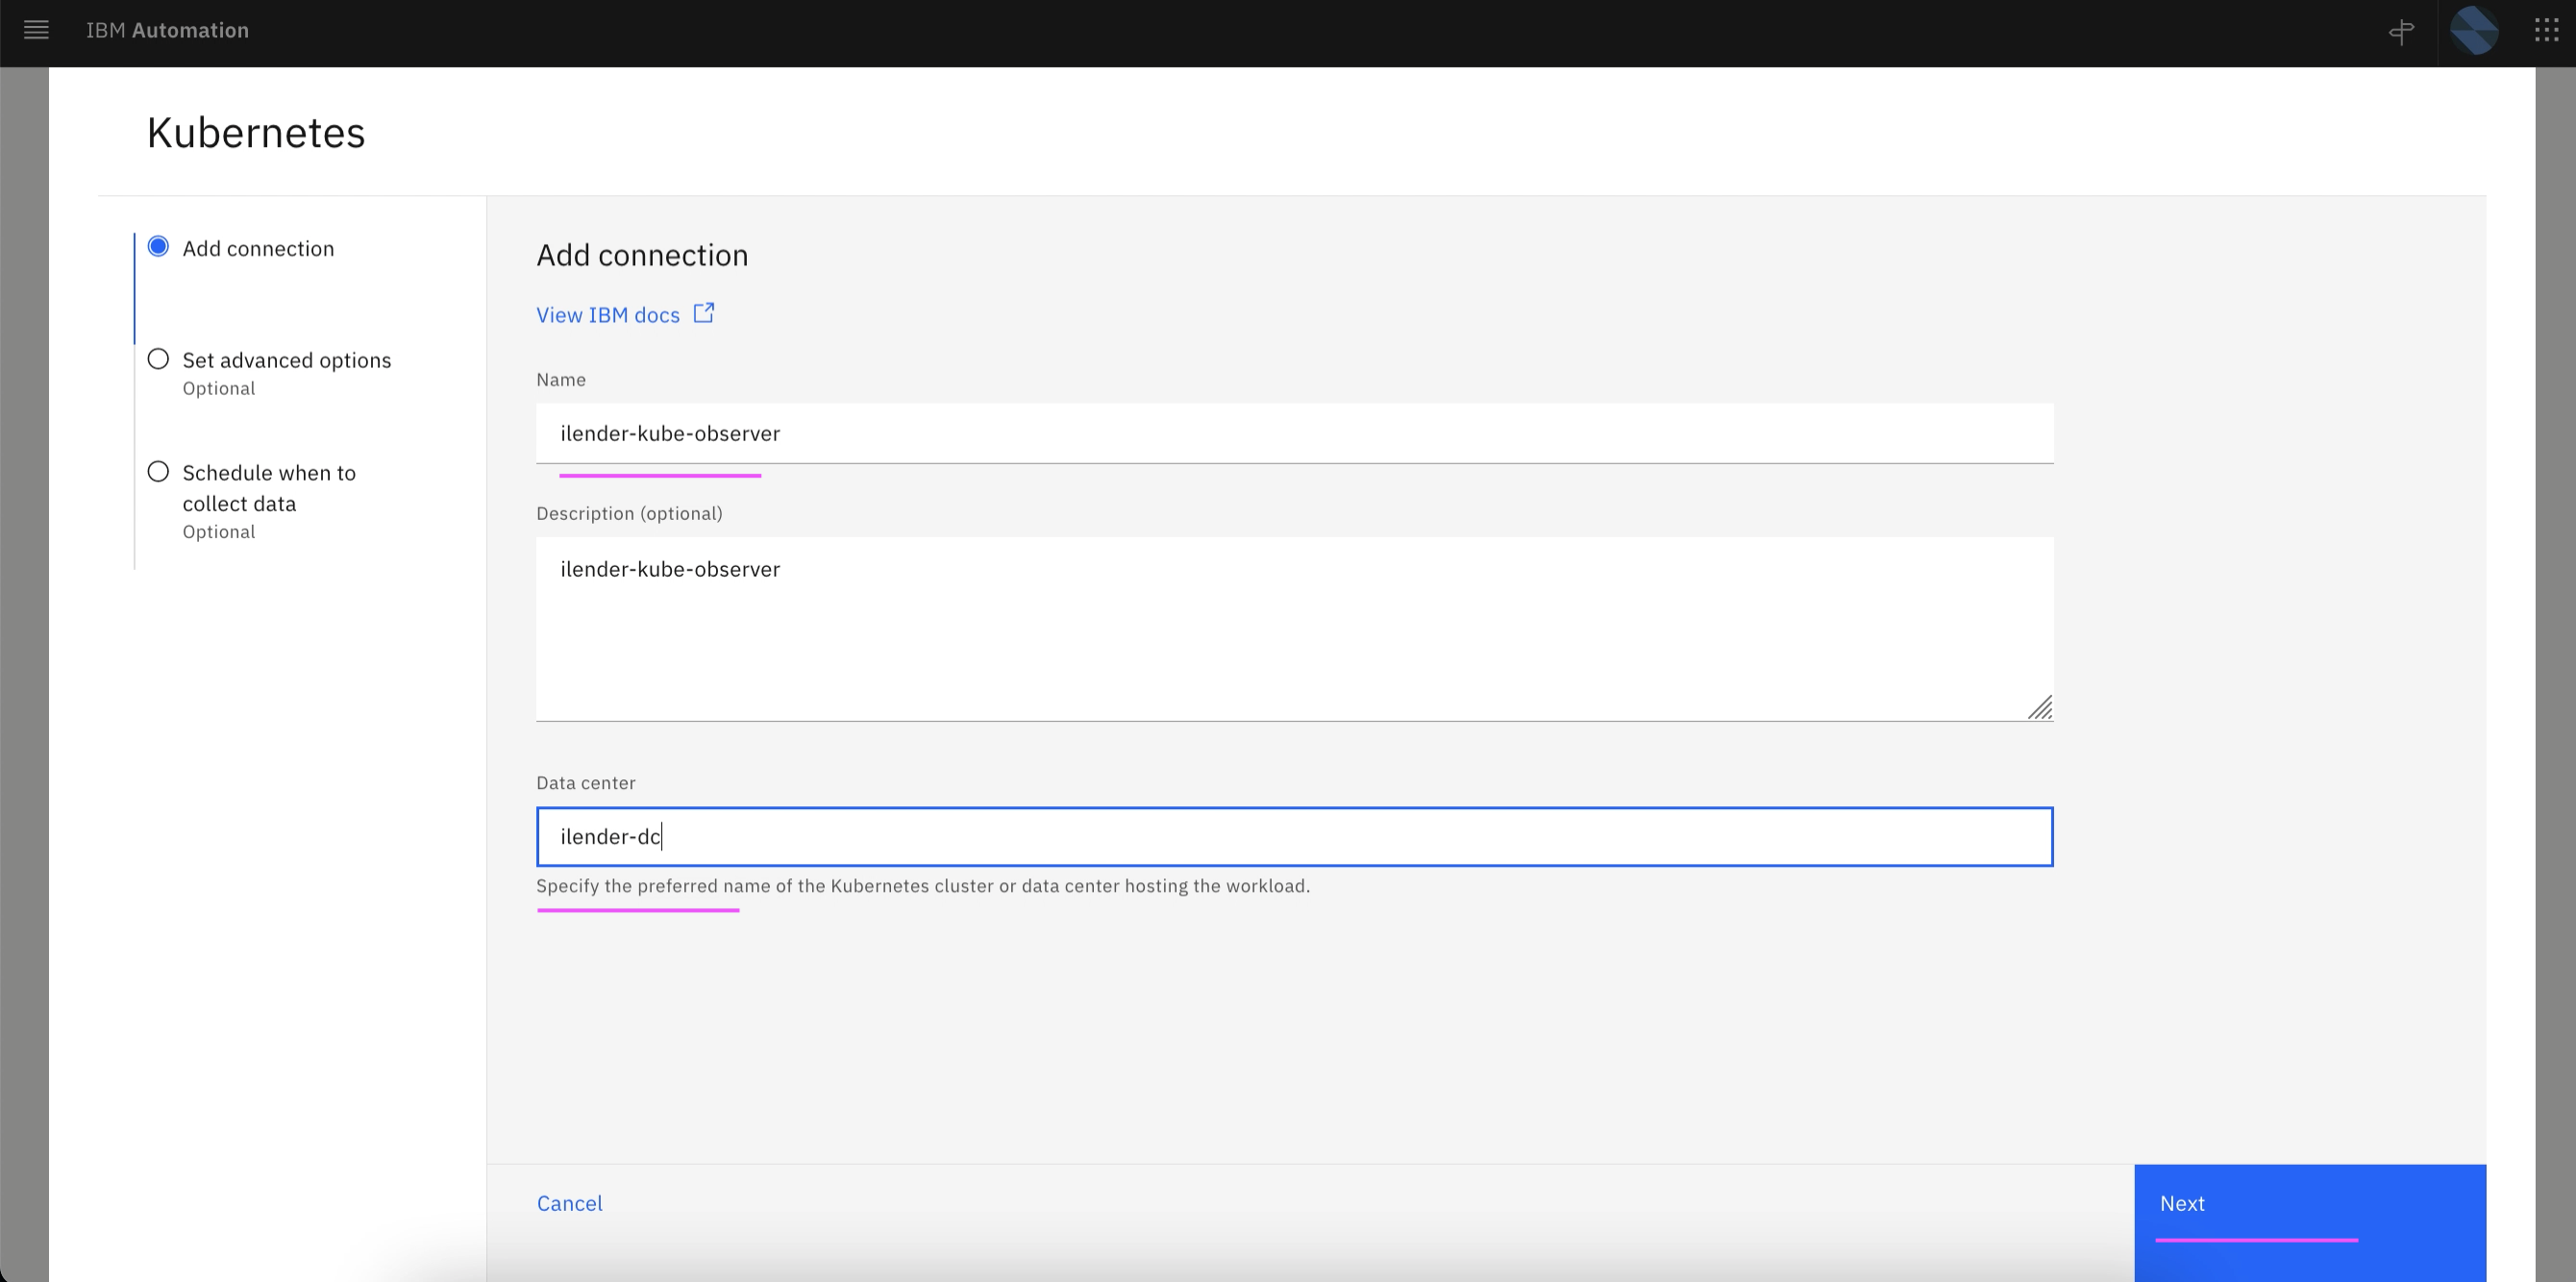 IBM Automation
Kubernetes
Add connection
Set advanced options
Optional
Schedule when to
collect data
Optional
Add connection
View IBM docs
Name
ilender-kube-observer
Description (optional)
ilender-kube-observer
Data center
ilender-dc
Specify the preferred name of the Kubernetes cluster or data center hosting the workload.
Cancel
Next